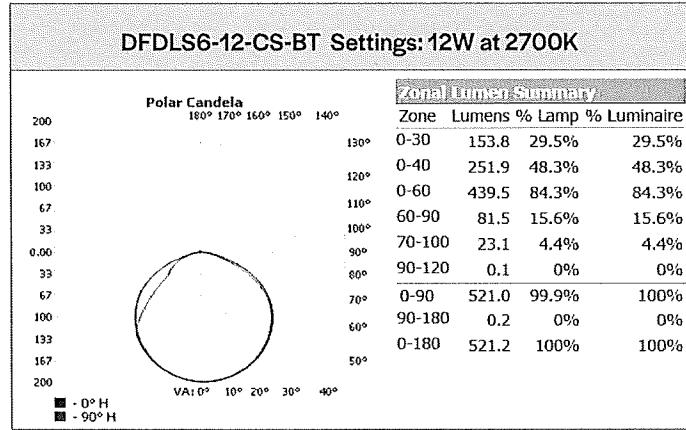 DFDLS6-12-CS-BT Settings: 12W at 2700K
Polar Candela
180° 170° 160° 150° 140°
200
167
133
100
67
33
0.00
33
67
100
133
167
200
130°
120°
110°
100°
90°
80°
70°
60°
50°
VA: 0° 10° 20° 30° 40°
- 0° H
- 90° H
Zonal Lumen Summary
Zone Lumens % Lamp % Luminaire
0-30 153.8 29.5% 29.5%
0-40 251.9 48.3% 48.3%
0-60 439.5 84.3% 84.3%
60-90 81.5 15.6% 15.6%
70-100 23.1 4.4% 4.4%
90-120 0.1 0% 0%
0-90 521.0 99.9% 100%
90-180 0.2 0% 0%
0-180 521.2 100% 100%